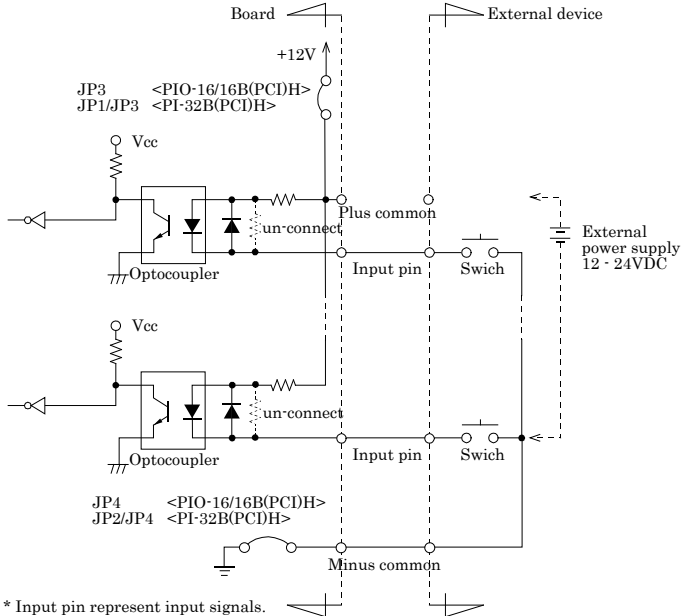 Board
External device
+12V
JP3 <PIO-16/16B(PCI)H>
JP1/JP3 <PI-32B(PCI)H>
Vcc
Plus common
un-connect
External
power supply
12 - 24VDC
Input pin
Swich
Optocoupler
Vcc
un-connect
Input pin
Swich
Optocoupler
JP4 <PIO-16/16B(PCI)H>
JP2/JP4 <PI-32B(PCI)H>
Minus common
* Input pin represent input signals.